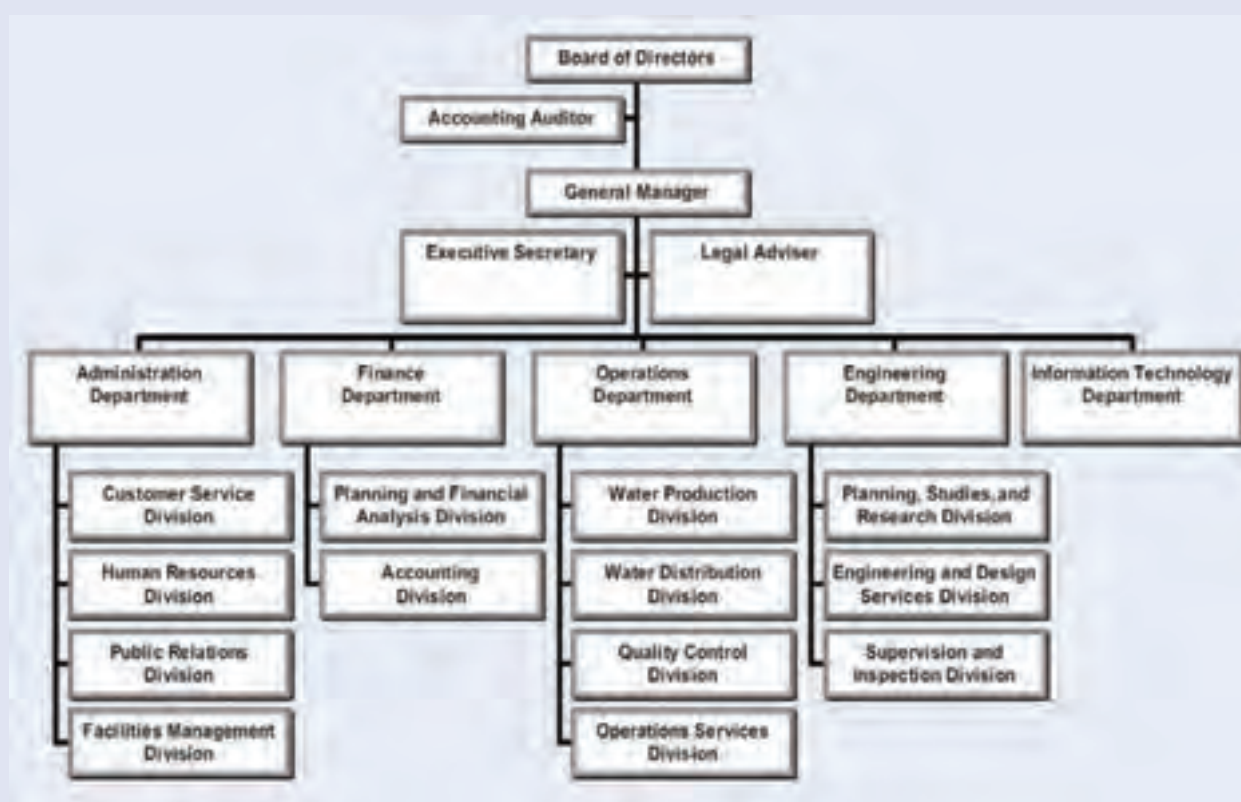 Board of Directors
Accounting Auditor
General Manager
Executive Secretary
Legal Adviser
Administration
Department
Finance
Department
Operations
Department
Engineering
Department
Information Technology
Department
Customer Service
Division
Human Resources
Division
Public Relations
Division
Facilities Management
Division
Planning and Financial
Analysis Division
Accounting
Division
Water Production
Division
Water Distribution
Division
Quality Control
Division
Operations Services
Division
Planning, Studies, and
Research Division
Engineering and Design
Services Division
Supervision and
Inspection Division